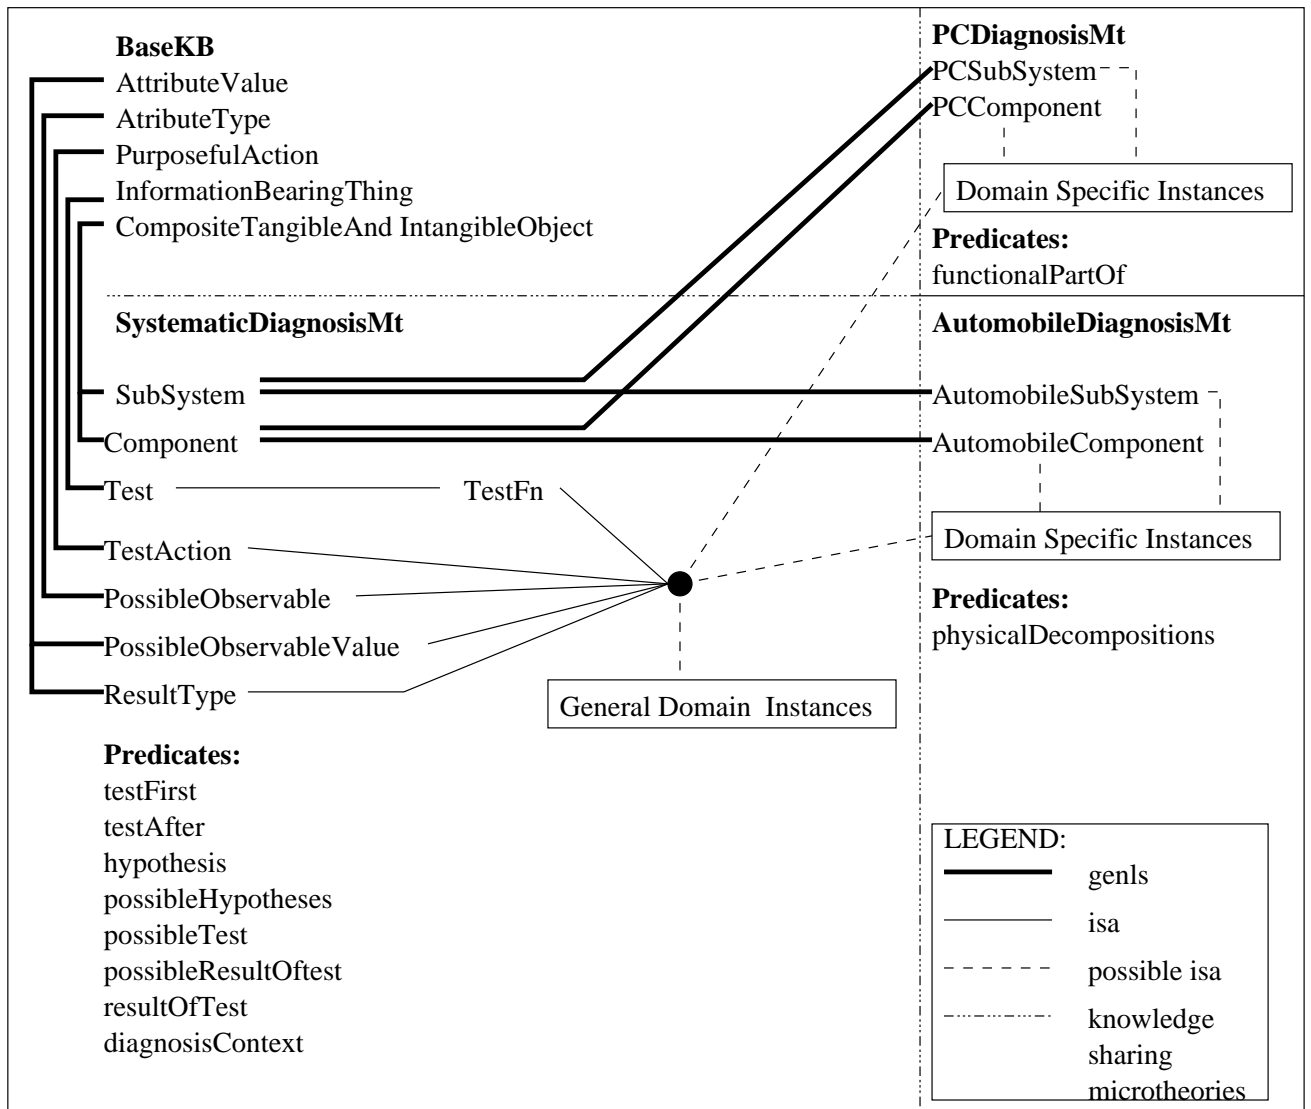 BaseKB
AttributeValue
AtributeType
PurposefulAction
InformationBearingThing
CompositeTangibleAnd IntangibleObject
PCDiagnosisMt
PCSubSystem
PCComponent
Domain Specific Instances
Predicates:
functionalPartOf
SystematicDiagnosisMt
SubSystem
Component
Test
TestFn
TestAction
PossibleObservable
PossibleObservableValue
ResultType
General Domain Instances
Predicates:
testFirst
testAfter
hypothesis
possibleHypotheses
possibleTest
possibleResultOftest
resultOfTest
diagnosisContext
AutomobileDiagnosisMt
AutomobileSubSystem
AutomobileComponent
Domain Specific Instances
Predicates:
physicalDecompositions
LEGEND:
genls
isa
possible isa
knowledge
sharing
microtheories